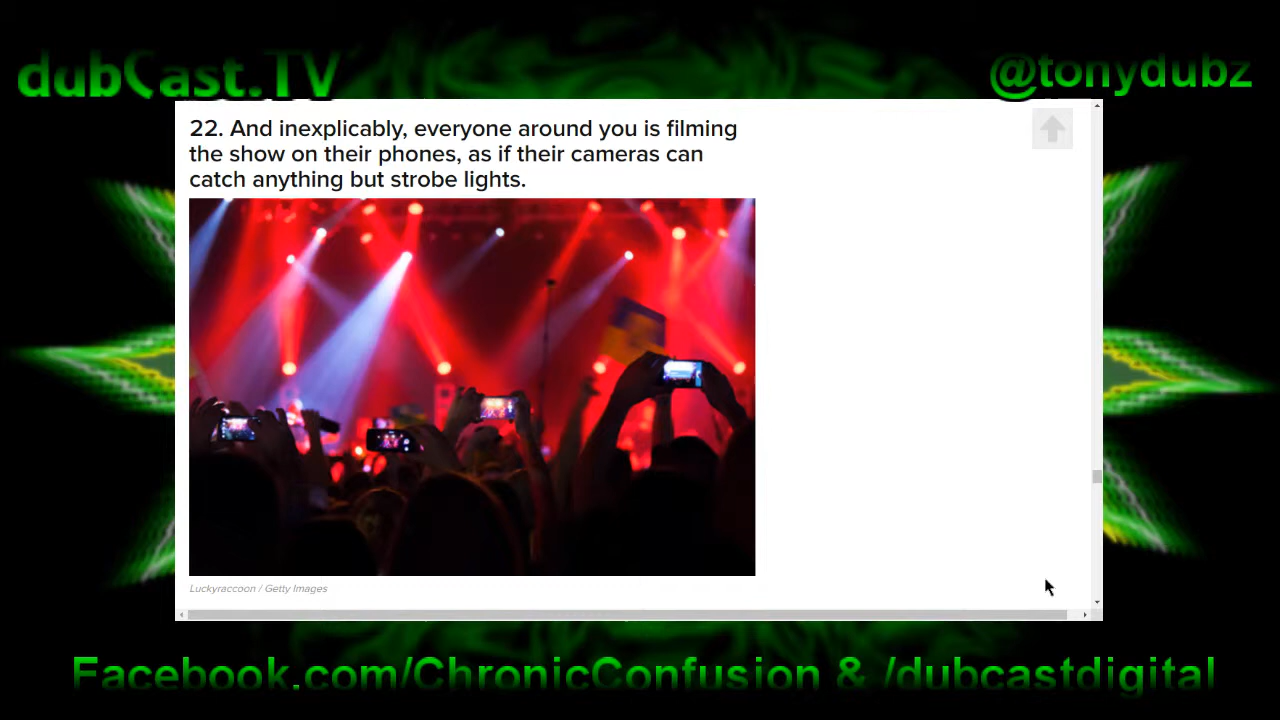 dubCast.TV
@tonydubz
22. And inexplicably, everyone around you is filming
the show on their phones, as if their cameras can
catch anything but strobe lights.
Luckyraccoon / Getty Images
Facebook.com/ChronicConfusion & /dubcastdigital